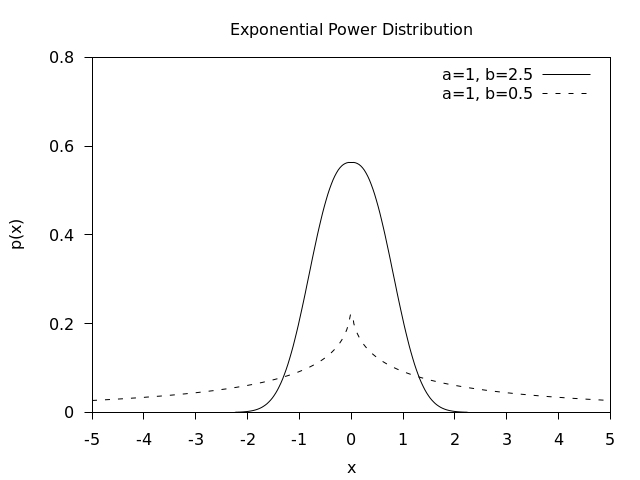 Exponential Power Distribution
0.8
a=1, b=2.5
a=1, b=0.5
0.6
p(x)
0.4
0.2
0
-5 -4 -3 -2 -1 0 1 2 3 4 5
x